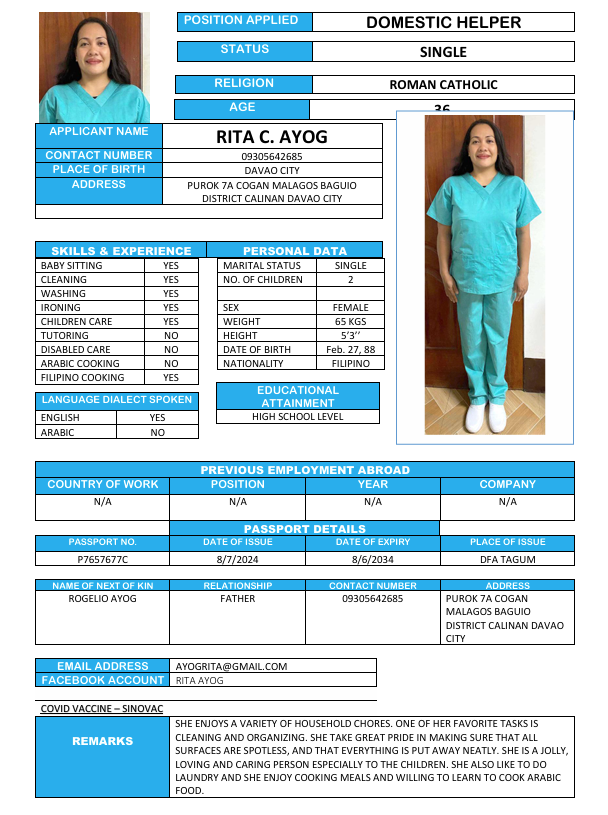 POSITION APPLIED DOMESTIC HELPER
STATUS SINGLE
RELIGION ROMAN CATHOLIC
AGE 36
APPLICANT NAME RITA C. AYOG
CONTACT NUMBER 09305642685
PLACE OF BIRTH DAVAO CITY
ADDRESS PUROK 7A COGAN MALAGOS BAGUIO
DISTRICT CALINAN DAVAO CITY
SKILLS & EXPERIENCE
BABY SITTING YES
CLEANING YES
WASHING YES
IRONING YES
CHILDREN CARE YES
TUTORING NO
DISABLED CARE NO
ARABIC COOKING NO
FILIPINO COOKING YES
LANGUAGE DIALECT SPOKEN
ENGLISH YES
ARABIC NO
PERSONAL DATA
MARITAL STATUS SINGLE
NO. OF CHILDREN 2
SEX FEMALE
WEIGHT 65 KGS
HEIGHT 5’3’’
DATE OF BIRTH Feb. 27, 88
NATIONALITY FILIPINO
EDUCATIONAL
ATTAINMENT
HIGH SCHOOL LEVEL
PREVIOUS EMPLOYMENT ABROAD
COUNTRY OF WORK POSITION YEAR COMPANY
N/A N/A N/A N/A
PASSPORT DETAILS
PASSPORT NO. DATE OF ISSUE DATE OF EXPIRY PLACE OF ISSUE
P7657677C 8/7/2024 8/6/2034 DFA TAGUM
NAME OF NEXT OF KIN RELATIONSHIP CONTACT NUMBER ADDRESS
ROGELIO AYOG FATHER 09305642685 PUROK 7A COGAN
MALAGOS BAGUIO
DISTRICT CALINAN DAVAO
CITY
EMAIL ADDRESS AYOGRITA@GMAIL.COM
FACEBOOK ACCOUNT RITA AYOG
COVID VACCINE – SINOVAC
REMARKS
SHE ENJOYS A VARIETY OF HOUSEHOLD CHORES. ONE OF HER FAVORITE TASKS IS
CLEANING AND ORGANIZING. SHE TAKE GREAT PRIDE IN MAKING SURE THAT ALL
SURFACES ARE SPOTLESS, AND THAT EVERYTHING IS PUT AWAY NEATLY. SHE IS A JOLLY,
LOVING AND CARING PERSON ESPECIALLY TO THE CHILDREN. SHE ALSO LIKE TO DO
LAUNDRY AND SHE ENJOY COOKING MEALS AND WILLING TO LEARN TO COOK ARABIC
FOOD.